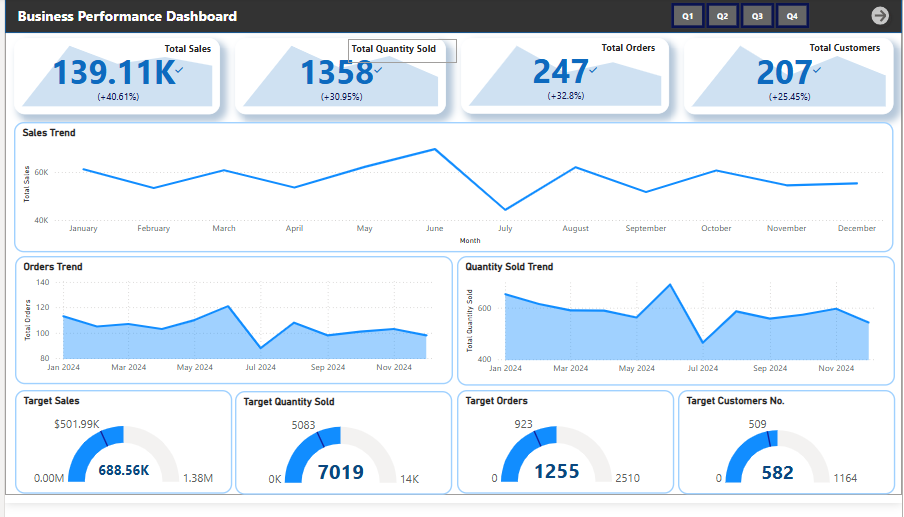 Business Performance Dashboard
Q1 Q2 Q3 Q4
Total Sales
139.11K
(+40.61%)
Total Quantity Sold
1358
(+30.95%)
Total Orders
247
(+32.8%)
Total Customers
207
(+25.45%)
Sales Trend
Total Sales
60K
40K
January February March April May June July August September October November December
Month
Orders Trend
Total Orders
140
120
100
80
Jan 2024 Mar 2024 May 2024 Jul 2024 Sep 2024 Nov 2024
Quantity Sold Trend
Total Quantity Sold
600
400
Jan 2024 Mar 2024 May 2024 Jul 2024 Sep 2024 Nov 2024
Target Sales
$501.99K
688.56K
0.00M 1.38M
Target Quantity Sold
5083
7019
0K 14K
Target Orders
923
1255
0 2510
Target Customers No.
509
582
0 1164